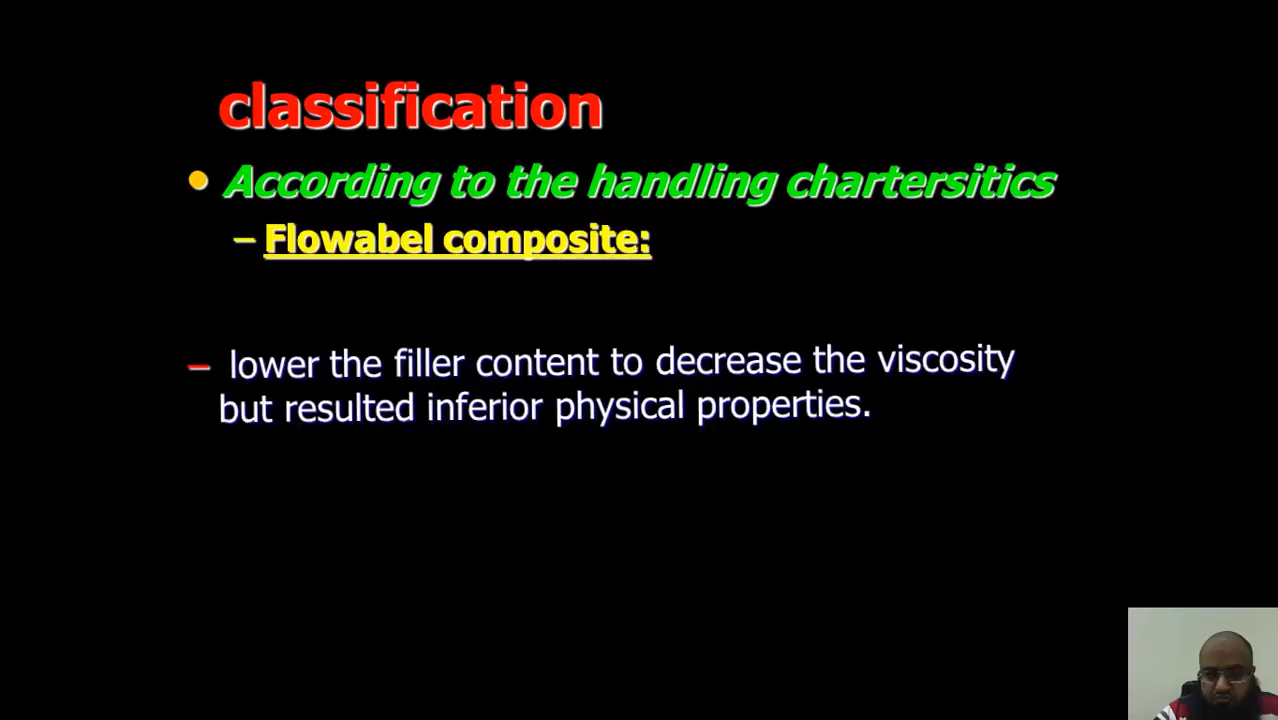 classification
• According to the handling chartersitics
– Flowabel composite:
– lower the filler content to decrease the viscosity
but resulted inferior physical properties.